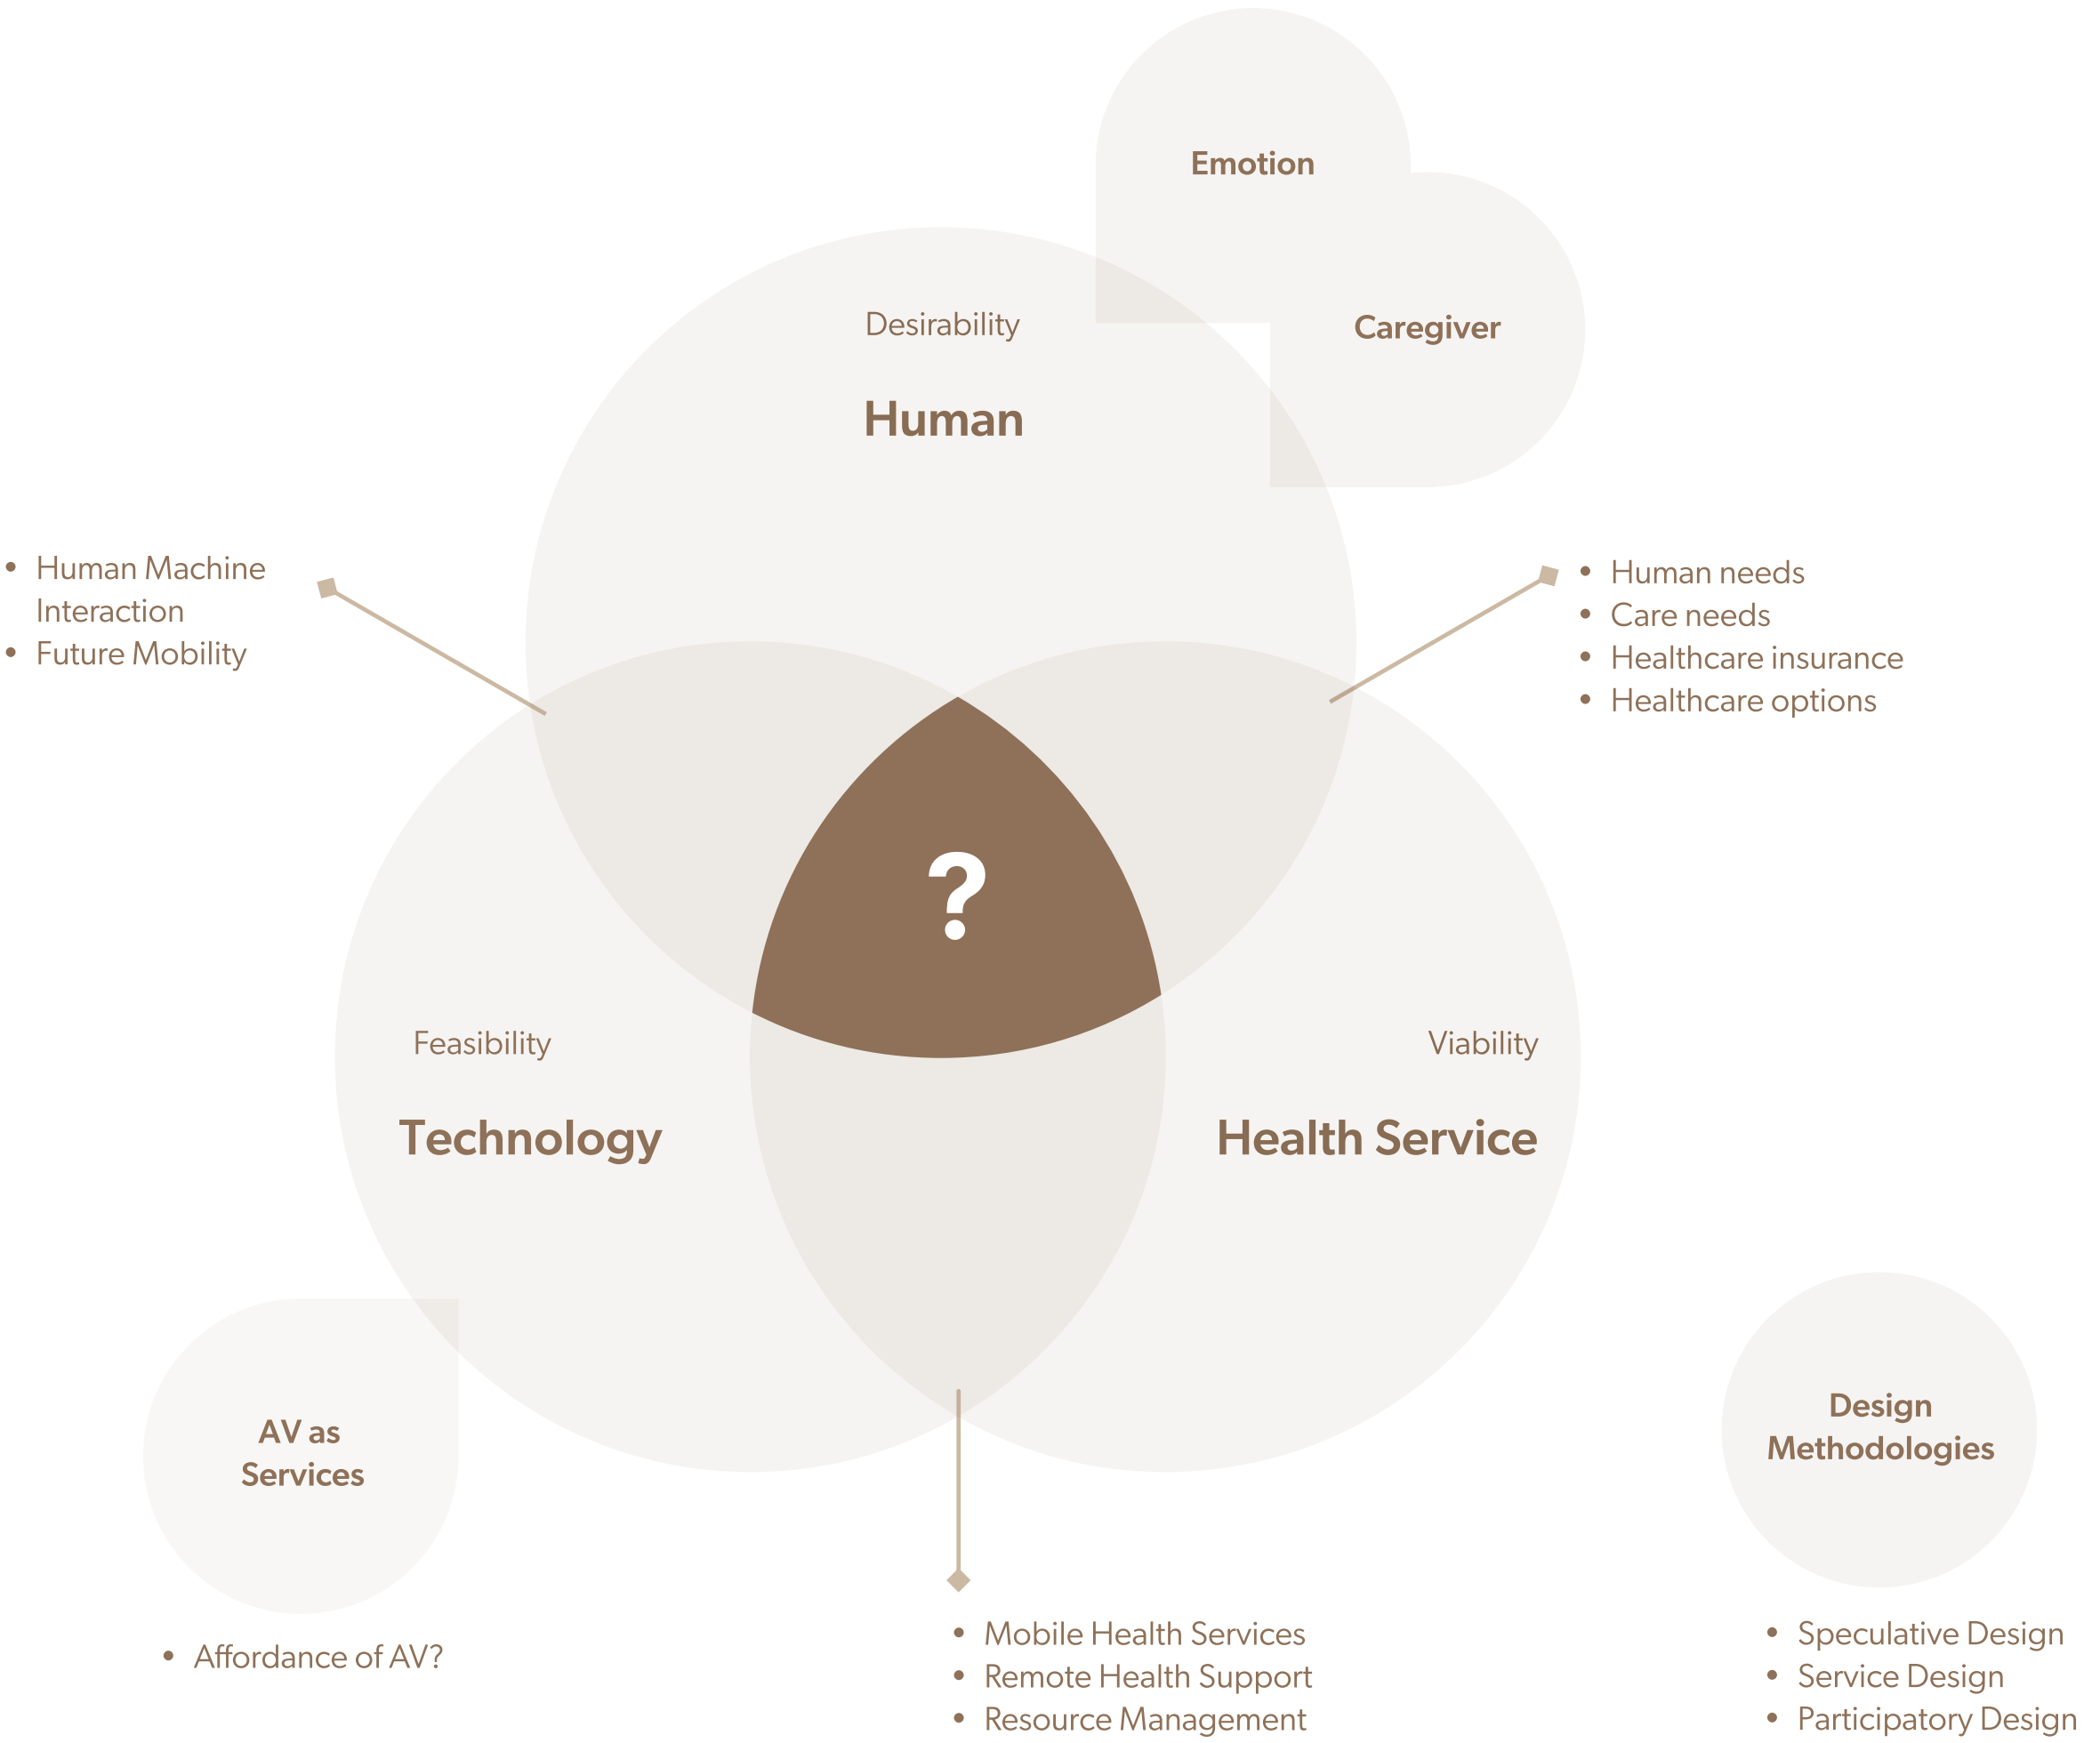 Emotion
Caregiver
Desirability
Human
• Human Machine
Interaction
• Future Mobility
• Human needs
• Care needs
• Healthcare insurance
• Healthcare options
?
Feasibility
Technology
Viability
Health Service
AV as
Services
• Affordance of AV?
• Mobile Health Services
• Remote Health Support
• Resource Management
Design
Methodologies
• Speculative Design
• Service Design
• Participatory Design